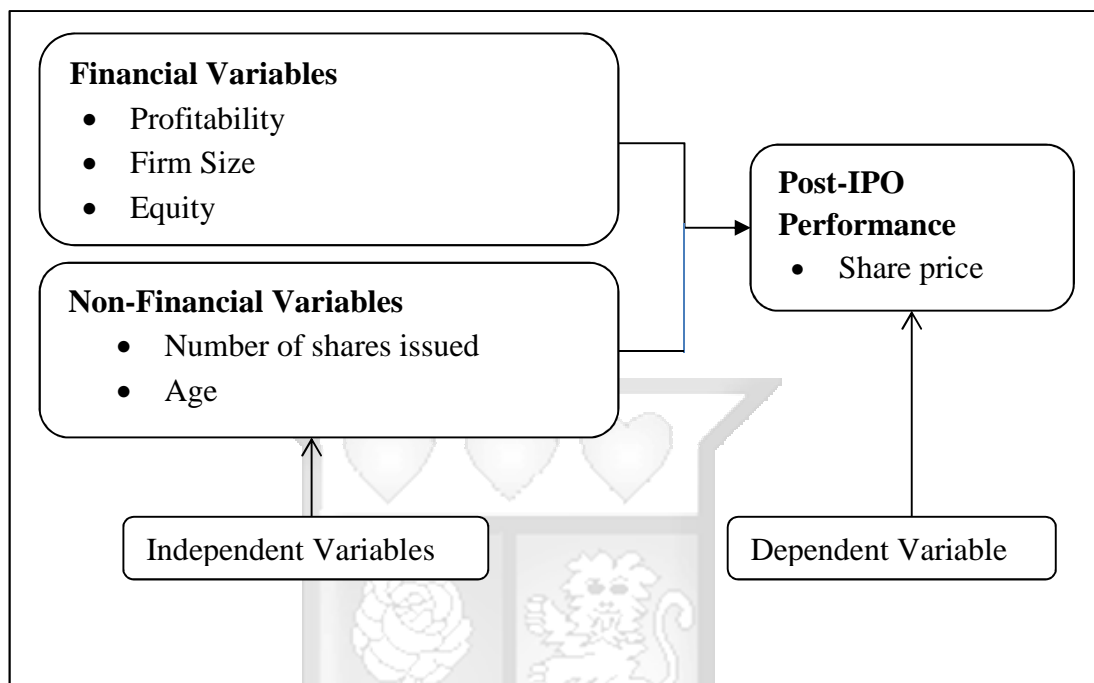 Financial Variables
• Profitability
• Firm Size
• Equity
Post-IPO
Performance
• Share price
Non-Financial Variables
• Number of shares issued
• Age
Independent Variables
Dependent Variable